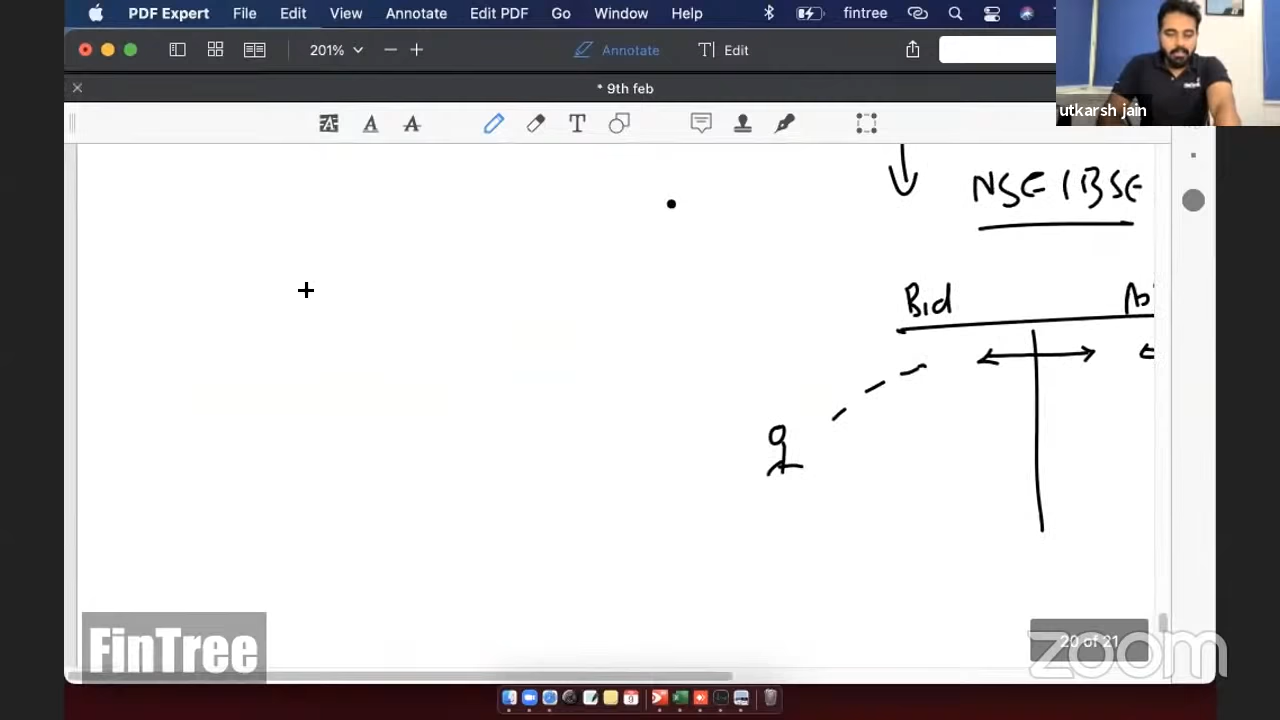 PDF Expert File Edit View Annotate Edit PDF Go Window Help fintree
201% Annotate T| Edit
* 9th feb
utkarsh jain
NSE / BSE
Bid
FinTree
20 of 21
zoom